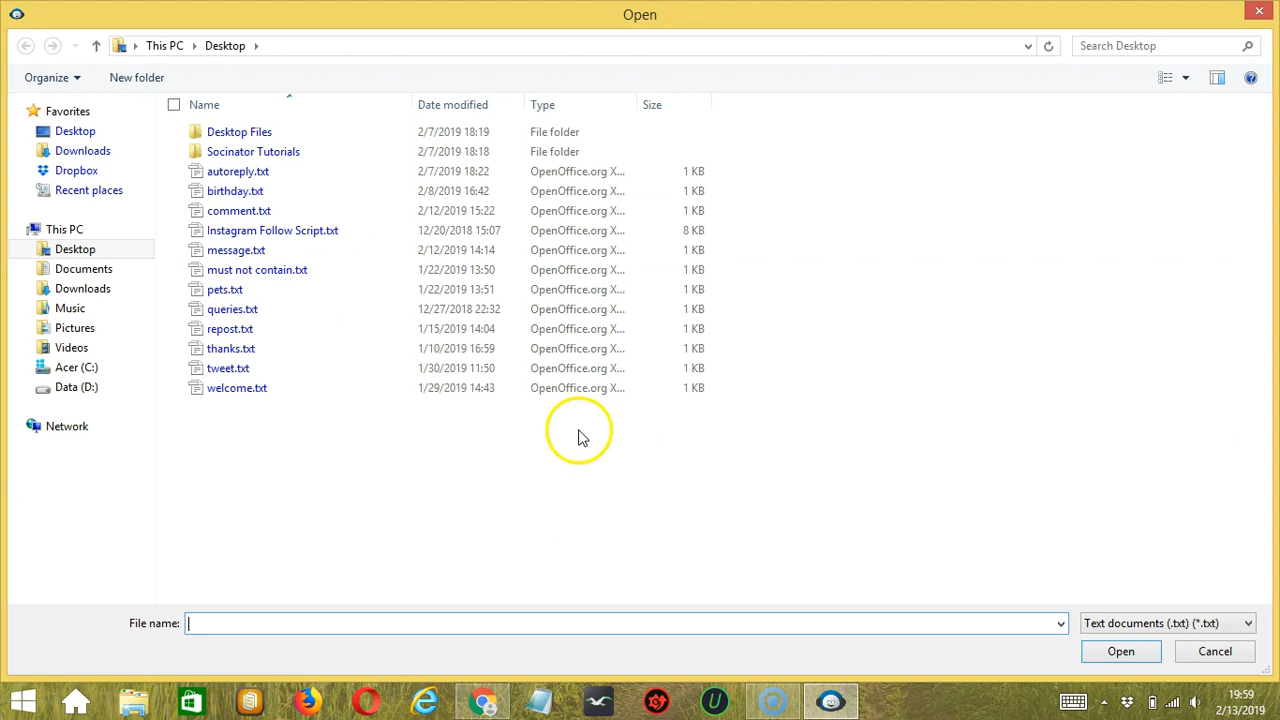 Open
This PC Desktop
Search Desktop
Organize New folder
Favorites
Desktop
Downloads
Dropbox
Recent places
This PC
Desktop
Documents
Downloads
Music
Pictures
Videos
Acer (C:)
Data (D:)
Network
Name Date modified Type Size
Desktop Files 2/7/2019 18:19 File folder
Socinator Tutorials 2/7/2019 18:18 File folder
autoreply.txt 2/7/2019 18:22 OpenOffice.org X... 1 KB
birthday.txt 2/8/2019 16:42 OpenOffice.org X... 1 KB
comment.txt 2/12/2019 15:22 OpenOffice.org X... 1 KB
Instagram Follow Script.txt 12/20/2018 15:07 OpenOffice.org X... 8 KB
message.txt 2/12/2019 14:14 OpenOffice.org X... 1 KB
must not contain.txt 1/22/2019 13:50 OpenOffice.org X... 1 KB
pets.txt 1/22/2019 13:51 OpenOffice.org X... 1 KB
queries.txt 12/27/2018 22:32 OpenOffice.org X... 1 KB
repost.txt 1/15/2019 14:04 OpenOffice.org X... 1 KB
thanks.txt 1/10/2019 16:59 OpenOffice.org X... 1 KB
tweet.txt 1/30/2019 11:50 OpenOffice.org X... 1 KB
welcome.txt 1/29/2019 14:43 OpenOffice.org X... 1 KB
File name:
Text documents (.txt) (*.txt)
Open Cancel
19:59
2/13/2019